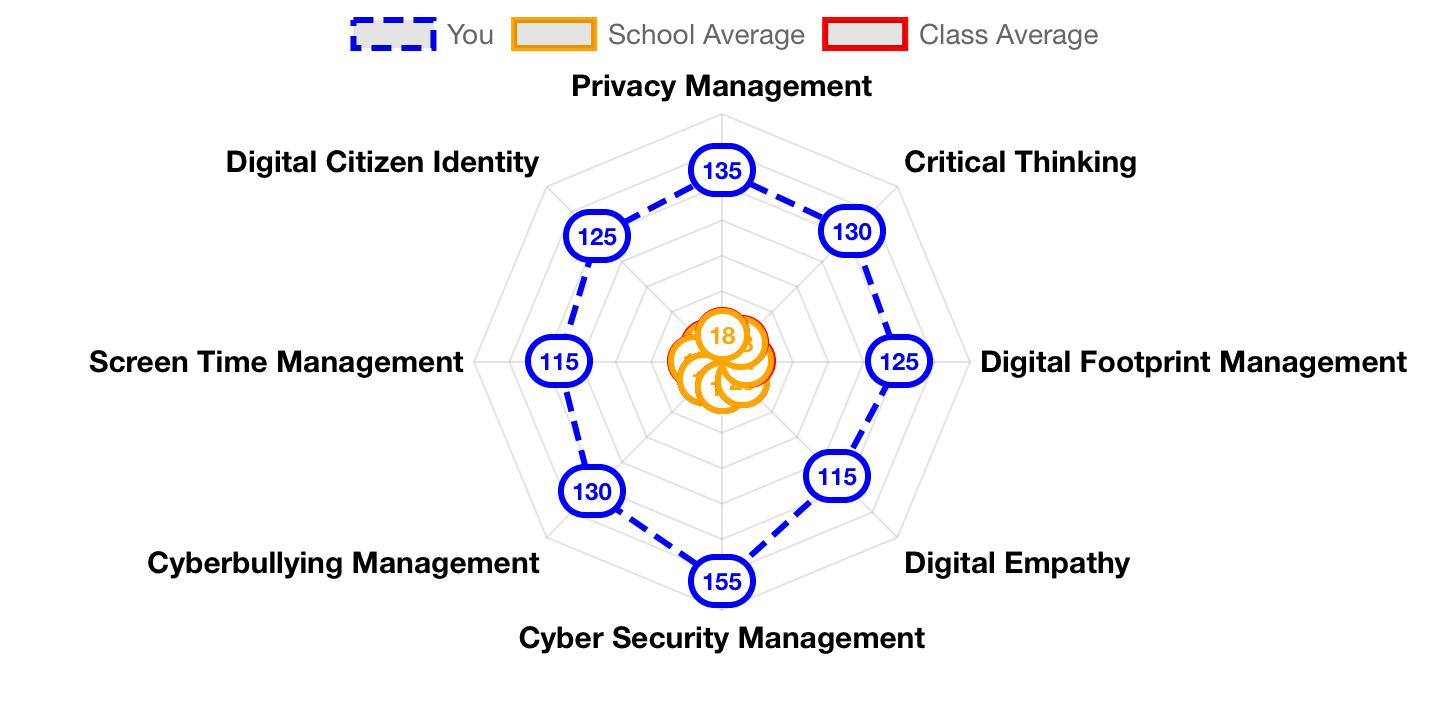 You School Average Class Average
Privacy Management
Digital Citizen Identity Critical Thinking
135
125 130
18
Screen Time Management 115 125 Digital Footprint Management
130 115
Cyberbullying Management Digital Empathy
155
Cyber Security Management